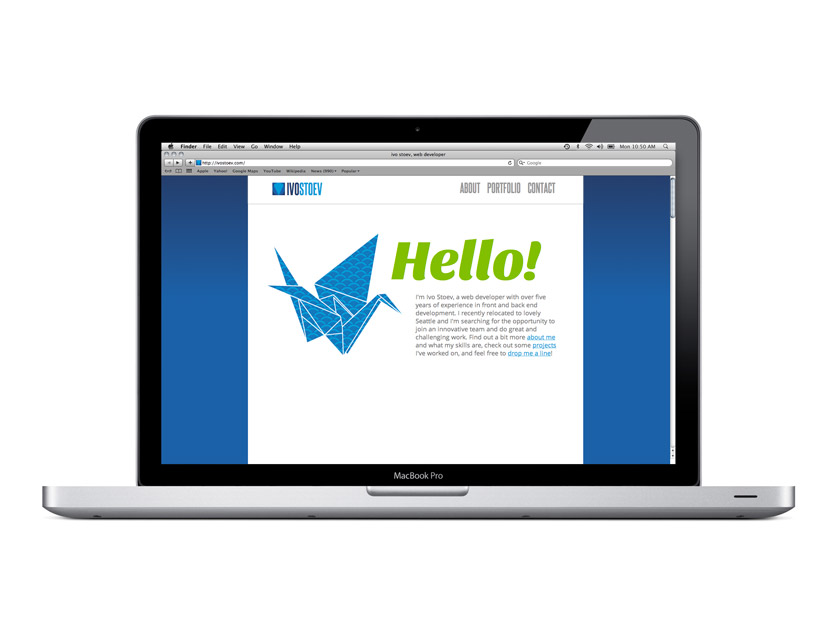 Finder File Edit View Go Window Help Mon 10:50 AM
ivo stoev, web developer
http://ivostoev.com/ Google
Apple Yahoo! Google Maps YouTube Wikipedia News (890) Popular
IVOSTOEV ABOUT PORTFOLIO CONTACT
Hello!
I'm Ivo Stoev, a web developer with over five
years of experience in front and back end
development. I recently relocated to lovely
Seattle and I'm searching for the opportunity to
join an innovative team and do great and
challenging work. Find out a bit more about me
and what my skills are, check out some projects
I've worked on, and feel free to drop me a line!
MacBook Pro